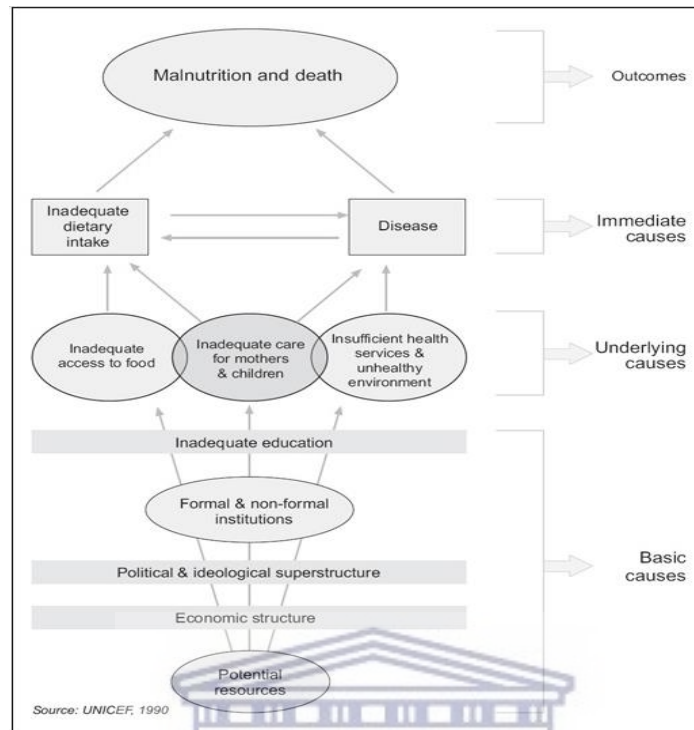 Malnutrition and death
Outcomes
Inadequate
dietary
intake
Disease
Immediate
causes
Inadequate
access to food
Inadequate care
for mothers
& children
Insufficient health
services &
unhealthy
environment
Underlying
causes
Inadequate education
Formal & non-formal
institutions
Political & ideological superstructure
Economic structure
Basic
causes
Potential
resources
Source: UNICEF, 1990